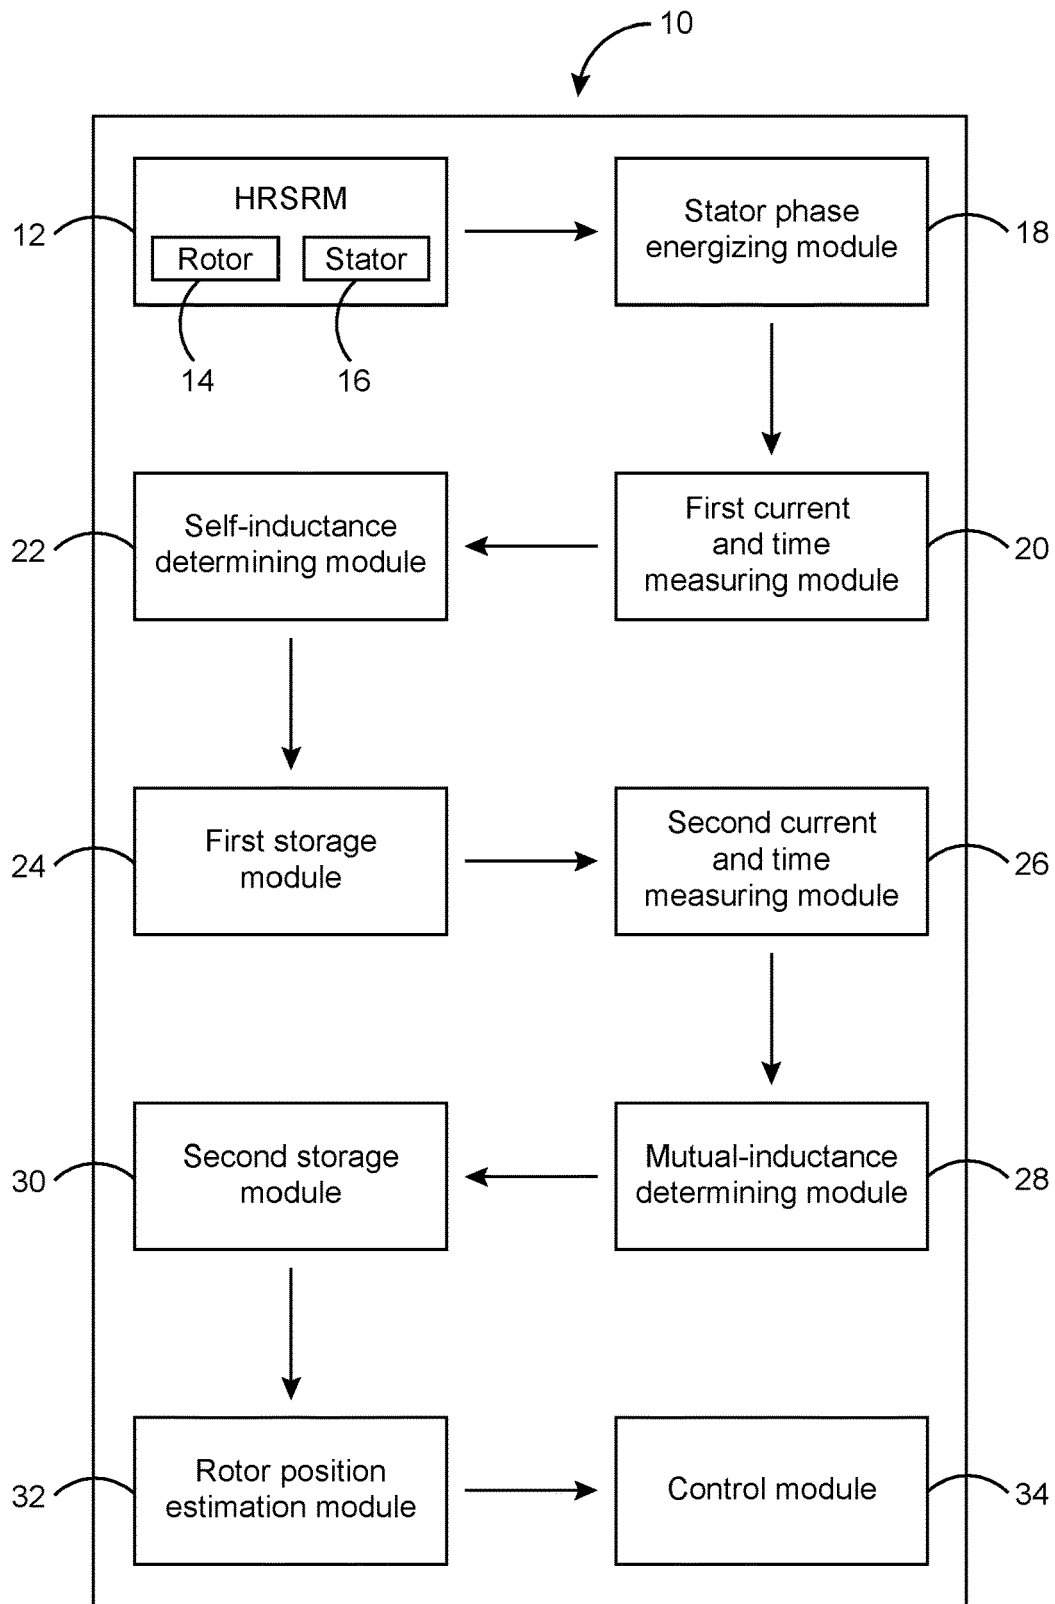 10
HRSRM
Rotor
Stator
12
14
16
Stator phase
energizing module
18
Self-inductance
determining module
22
First current
and time
measuring module
20
First storage
module
24
Second current
and time
measuring module
26
Second storage
module
30
Mutual-inductance
determining module
28
Rotor position
estimation module
32
Control module
34